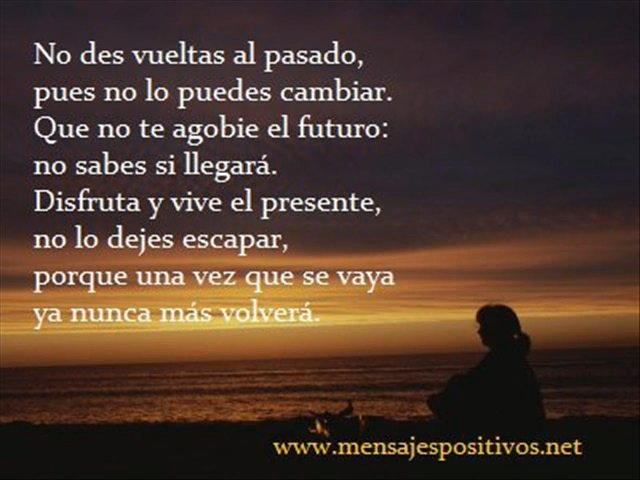 No des vueltas al pasado,
pues no lo puedes cambiar.
Que no te agobie el futuro:
no sabes si llegará.
Disfruta y vive el presente,
no lo dejes escapar,
porque una vez que se vaya
ya nunca más volverá.
www.mensajespositivos.net